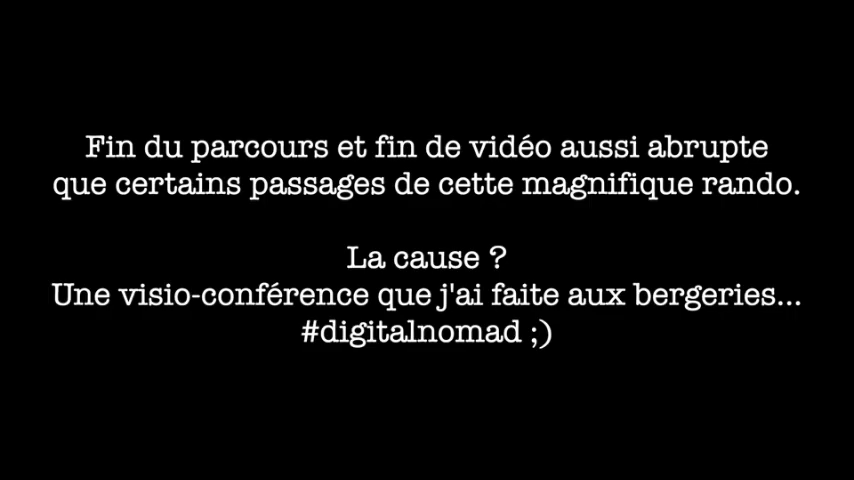 Fin du parcours et fin de vidéo aussi abrupte
que certains passages de cette magnifique rando.
La cause ?
Une visio-conférence que j'ai faite aux bergeries...
#digitalnomad ;)